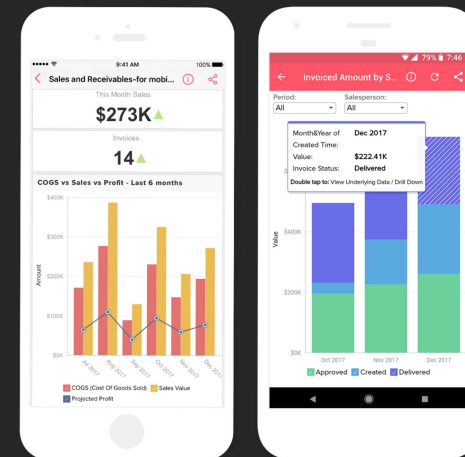 9:41 AM
100%
Sales and Receivables-for mobi...
This Month Sales
$273K
Invoices
14
COGS vs Sales vs Profit - Last 6 months
$400K
$300K
$200K
$100K
$0K
Amount
Jul 2017
Aug 2017
Sep 2017
Oct 2017
Nov 2017
Dec 2017
COGS (Cost Of Goods Sold)
Sales Value
Projected Profit
79% 7:46
Invoiced Amount by S...
Period:
Salesperson:
All
All
Month&Year of Created Time:
Dec 2017
Value:
$222.41K
Invoice Status:
Delivered
Double tap to: View Underlying Data / Drill Down
$400K
$200K
$0K
Value
Oct 2017
Nov 2017
Dec 2017
Approved
Created
Delivered